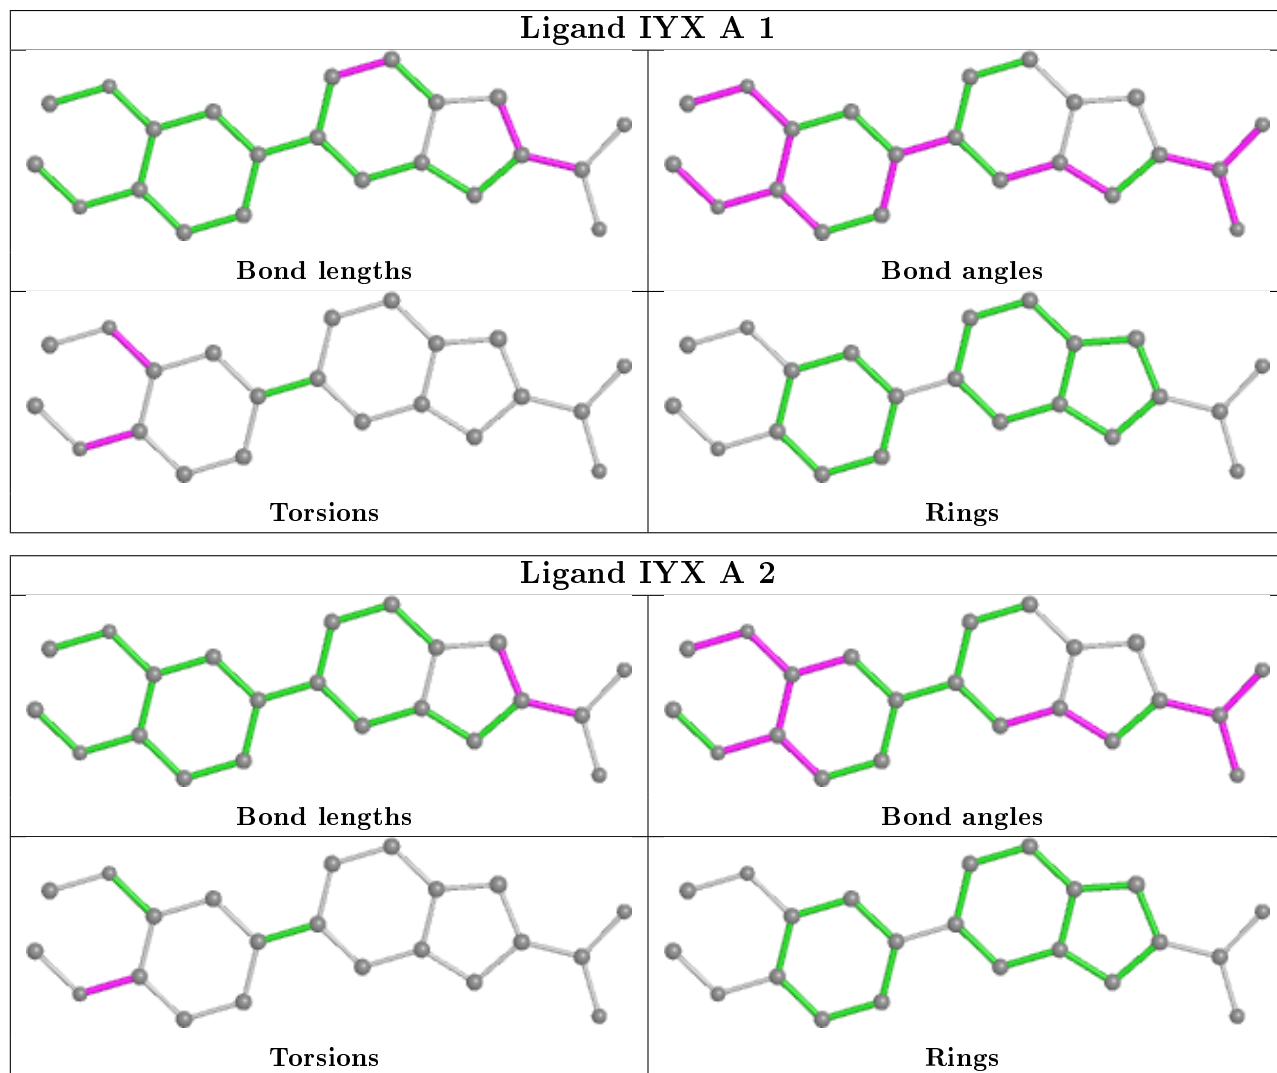 Ligand IYX A 1
Bond lengths
Bond angles
Torsions
Rings
Ligand IYX A 2
Bond lengths
Bond angles
Torsions
Rings